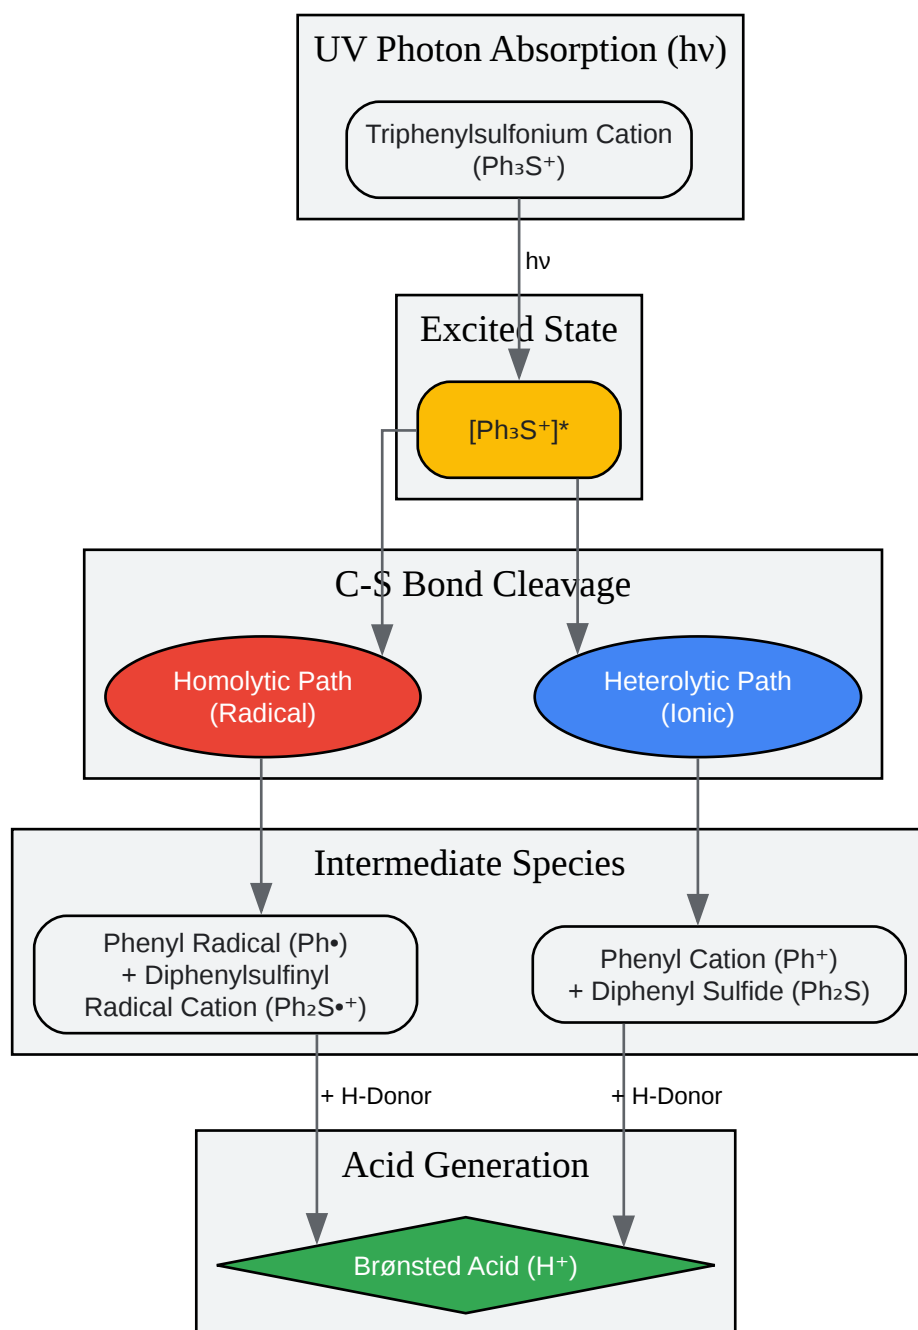 UV Photon Absorption (hν)
Triphenylsulfonium Cation
(Ph₃S⁺)
hν
Excited State
[Ph₃S⁺]*
C-S Bond Cleavage
Homolytic Path
(Radical)
Heterolytic Path
(Ionic)
Intermediate Species
Phenyl Radical (Ph•)
+ Diphenylsulfinyl
Radical Cation (Ph₂S•⁺)
Phenyl Cation (Ph⁺)
+ Diphenyl Sulfide (Ph₂S)
+ H-Donor
+ H-Donor
Acid Generation
Brønsted Acid (H⁺)